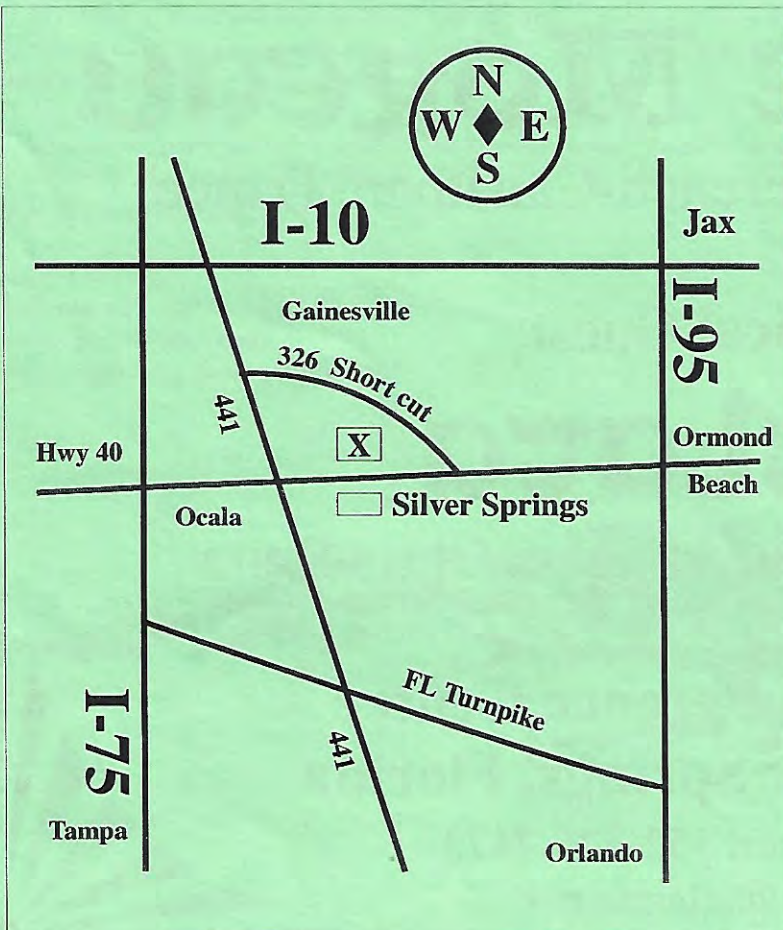 N
W E
S
I-10
Jax
I-95
Gainesville
326 Short cut
441
X
Hwy 40
Ormond
Beach
Ocala
Silver Springs
FL Turnpike
I-75
441
Tampa
Orlando